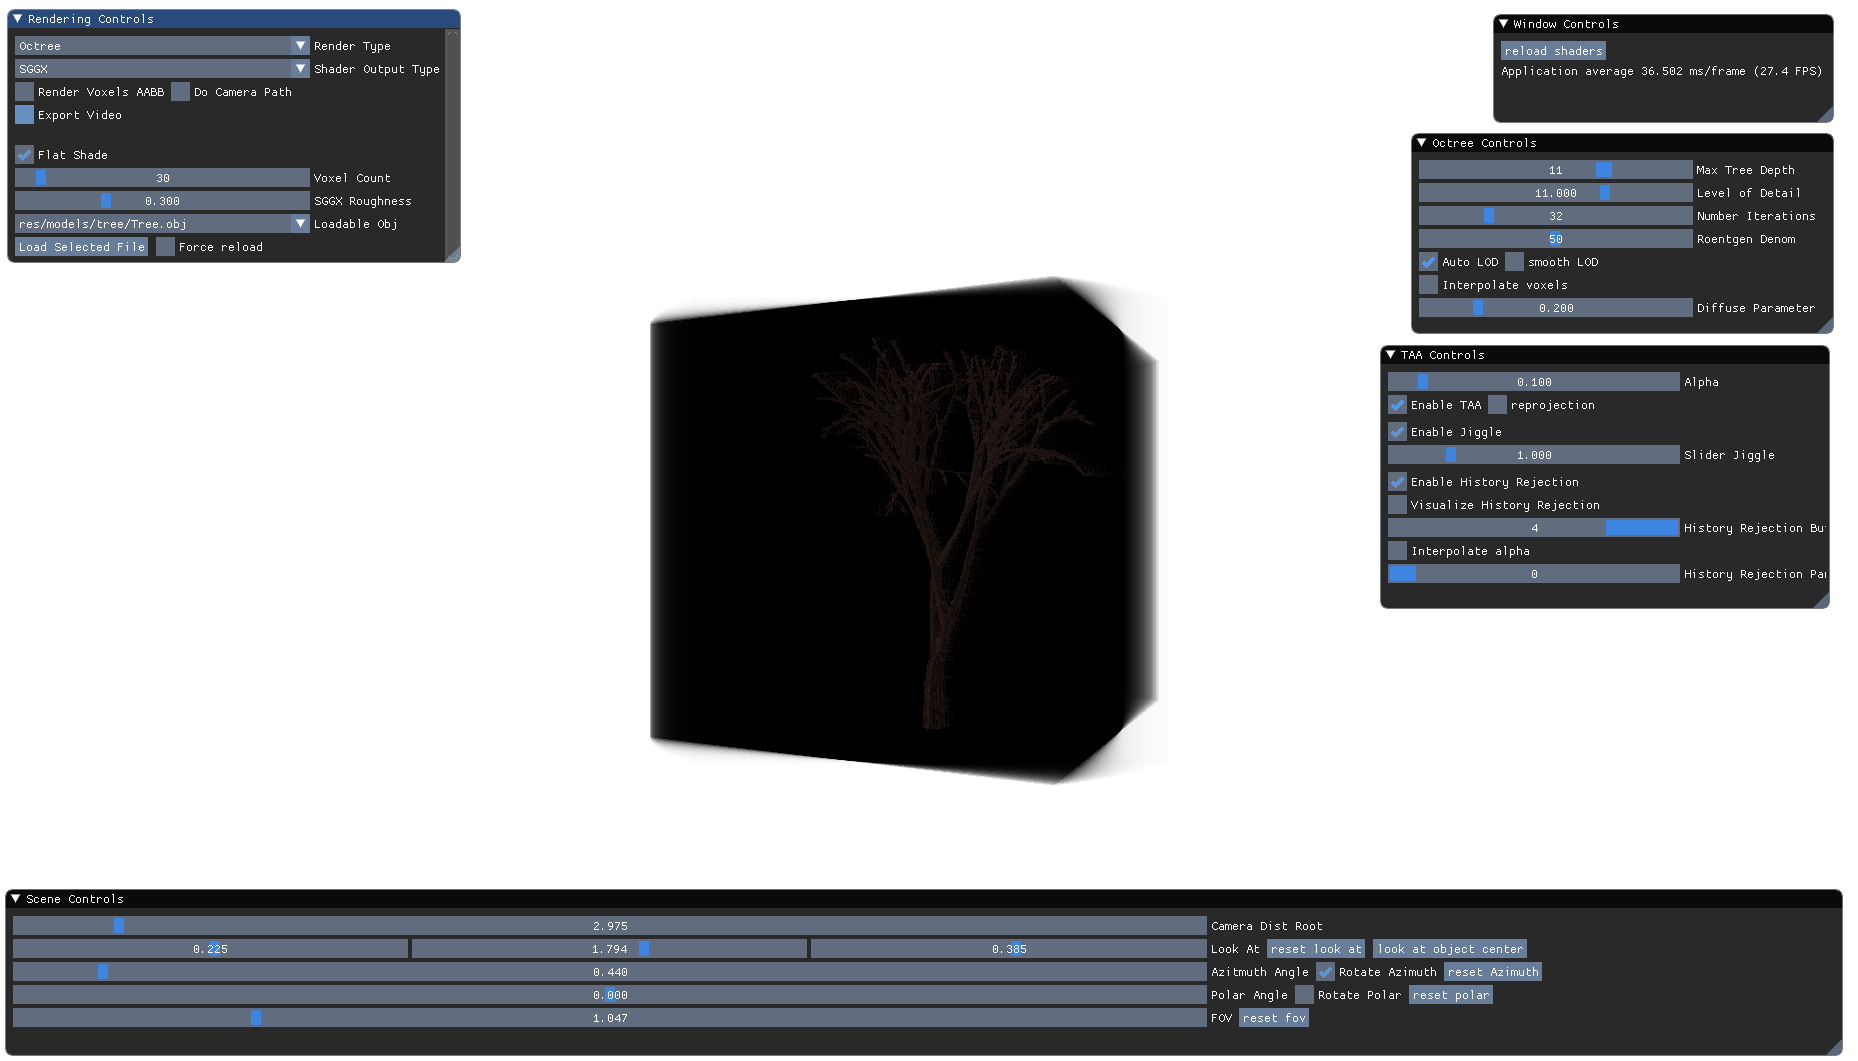 Rendering Controls
Octree Render Type
SGGX Shader Output Type
Render Voxels AABB Do Camera Path
Export Video
Flat Shade
30 Voxel Count
0.300 SGGX Roughness
res/models/tree/Tree.obj Loadable Obj
Load Selected File Force reload
Window Controls
reload shaders
Application average 36.502 ms/frame (27.4 FPS)
Octree Controls
11 Max Tree Depth
11.000 Level of Detail
32 Number Iterations
50 Roentgen Denom
Auto LOD smooth LOD
Interpolate voxels
0.200 Diffuse Parameter
TAA Controls
0.100 Alpha
Enable TAA reprojection
Enable Jiggle
1.000 Slider Jiggle
Enable History Rejection
Visualize History Rejection
4 History Rejection Bu
Interpolate alpha
0 History Rejection Pa
Scene Controls
2.975 Camera Dist Root
0.225 1.794 0.385 Look At reset look at look at object center
0.440 Azitmuth Angle Rotate Azimuth reset Azimuth
0.000 Polar Angle Rotate Polar reset polar
1.047 FOV reset fov